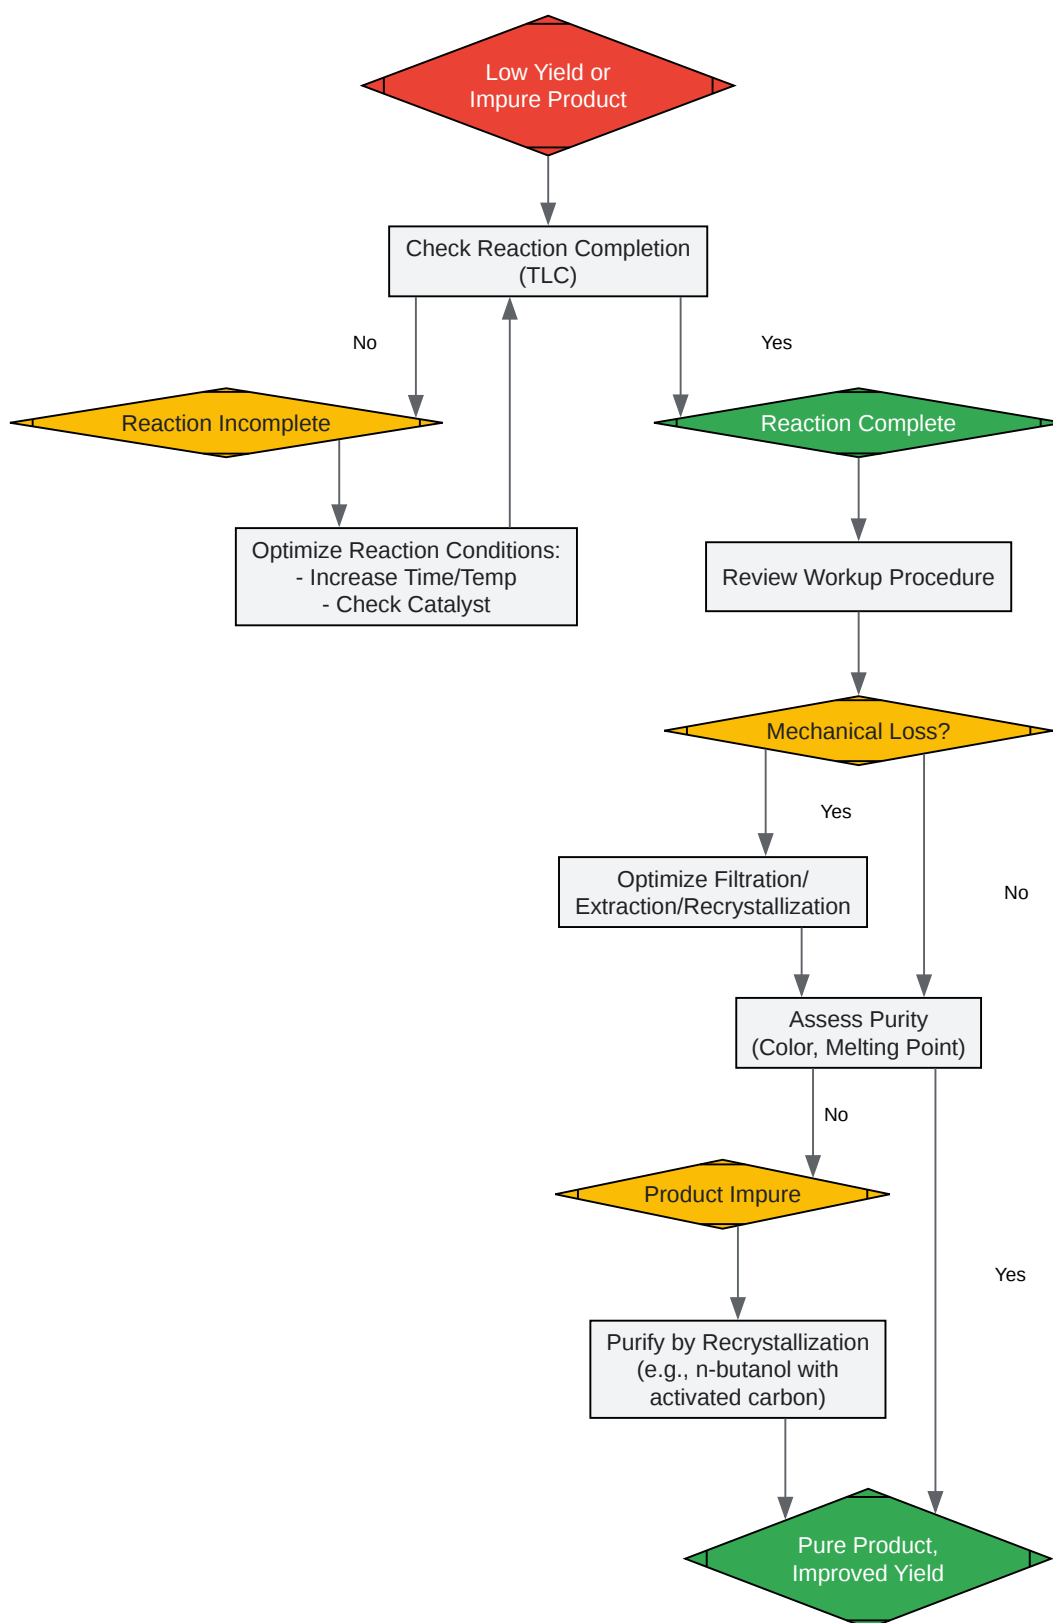 Low Yield or
Impure Product
Check Reaction Completion
(TLC)
No
Yes
Reaction Incomplete
Reaction Complete
Optimize Reaction Conditions:
- Increase Time/Temp
- Check Catalyst
Review Workup Procedure
Mechanical Loss?
Yes
Optimize Filtration/
Extraction/Recrystallization
No
Assess Purity
(Color, Melting Point)
No
Product Impure
Yes
Purify by Recrystallization
(e.g., n-butanol with
activated carbon)
Pure Product,
Improved Yield